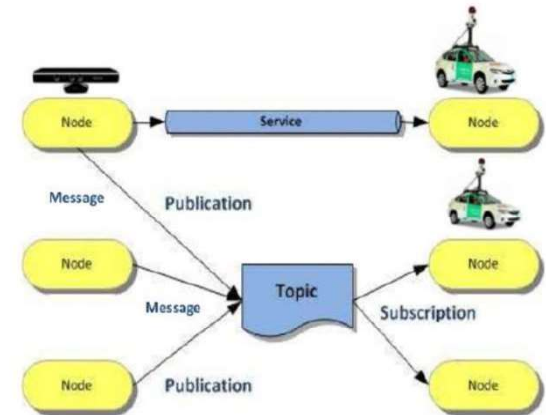 Node
Service
Node
Message
Publication
Node
Topic
Node
Message
Subscription
Node
Publication
Node